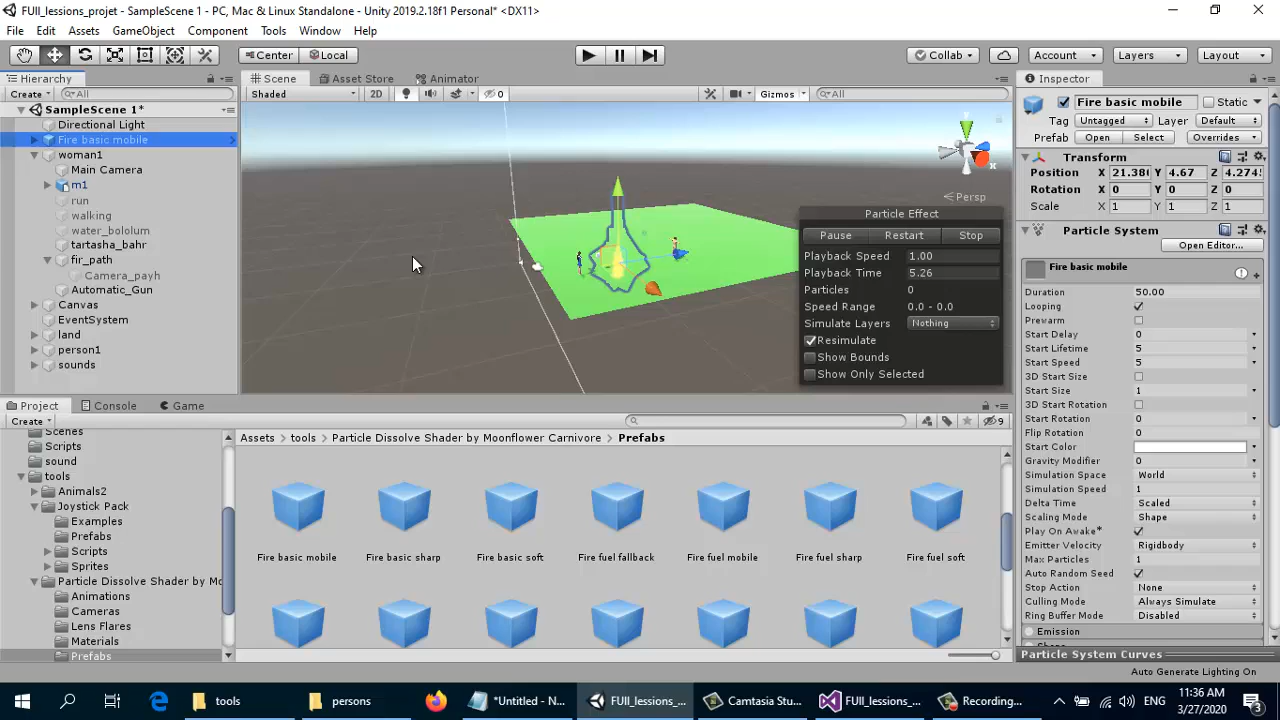 FUll_lessions_projet - SampleScene 1 - PC, Mac & Linux Standalone - Unity 2019.2.18f1 Personal* <DX11>
File Edit Assets GameObject Component Tools Window Help
Center Local Collab Account Layers Layout
Hierarchy
Create All
SampleScene 1*
Directional Light
Fire basic mobile
woman1
Main Camera
m1
run
walking
water_bololum
tartasha_bahr
fir_path
Camera_payh
Automatic_Gun
Canvas
EventSystem
land
person1
sounds
Scene Asset Store Animator
Shaded 2D 0 Gizmos All
x
Persp
Particle Effect
Pause Restart Stop
Playback Speed 1.00
Playback Time 5.26
Particles 0
Speed Range 0.0 - 0.0
Simulate Layers Nothing
Resimulate
Show Bounds
Show Only Selected
Inspector
Fire basic mobile Static
Tag Untagged Layer Default
Prefab Open Select Overrides
Transform
Position X 21.38 Y 4.67 Z 4.274
Rotation X 0 Y 0 Z 0
Scale X 1 Y 1 Z 1
Particle System
Open Editor...
Fire basic mobile
Duration 50.00
Looping
Prewarm
Start Delay 0
Start Lifetime 5
Start Speed 5
3D Start Size
Start Size 1
3D Start Rotation
Start Rotation 0
Flip Rotation 0
Start Color
Gravity Modifier 0
Simulation Space World
Simulation Speed 1
Delta Time Scaled
Scaling Mode Shape
Play On Awake*
Emitter Velocity Rigidbody
Max Particles 1
Auto Random Seed
Stop Action None
Culling Mode Always Simulate
Ring Buffer Mode Disabled
Emission
Particle System Curves
Auto Generate Lighting On
Project Console Game
Create 9
Scenes
Scripts
sound
tools
Animals2
Joystick Pack
Examples
Prefabs
Scripts
Sprites
Particle Dissolve Shader by Mo
Animations
Cameras
Lens Flares
Materials
Prefabs
Assets tools Particle Dissolve Shader by Moonflower Carnivore Prefabs
Fire basic mobile Fire basic sharp Fire basic soft Fire fuel fallback Fire fuel mobile Fire fuel sharp Fire fuel soft
tools persons *Untitled - N... FUll_lessions_... Camtasia Stu... FUll_lessions_... Recording... ENG
11:36 AM
3/27/2020
3